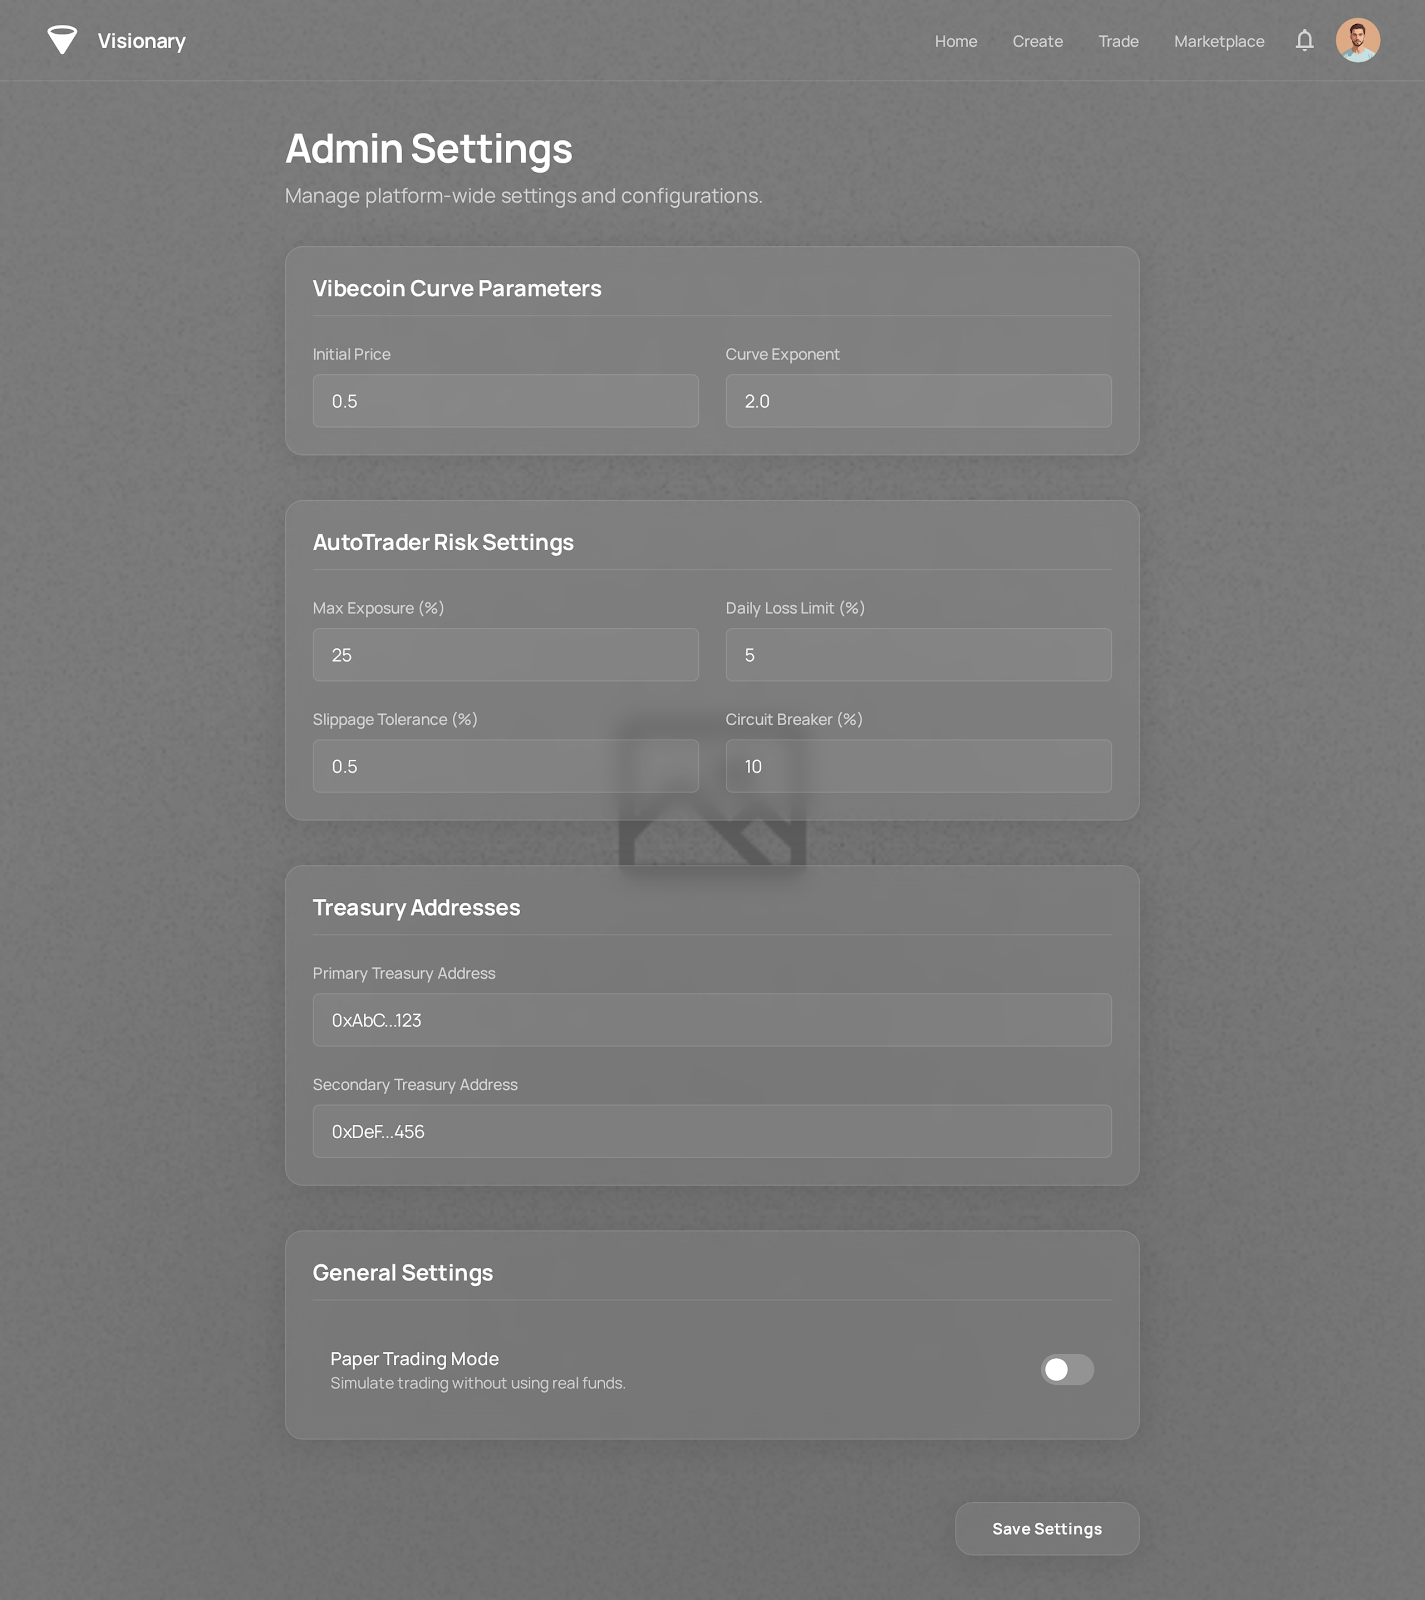 Visionary
Home
Create
Trade
Marketplace
Admin Settings
Manage platform-wide settings and configurations.
Vibecoin Curve Parameters
Initial Price
Curve Exponent
0.5
2.0
AutoTrader Risk Settings
Max Exposure (%)
Daily Loss Limit (%)
25
5
Slippage Tolerance (%)
Circuit Breaker (%)
0.5
10
Treasury Addresses
Primary Treasury Address
0xAbC...123
Secondary Treasury Address
0xDeF...456
General Settings
Paper Trading Mode
Simulate trading without using real funds.
Save Settings